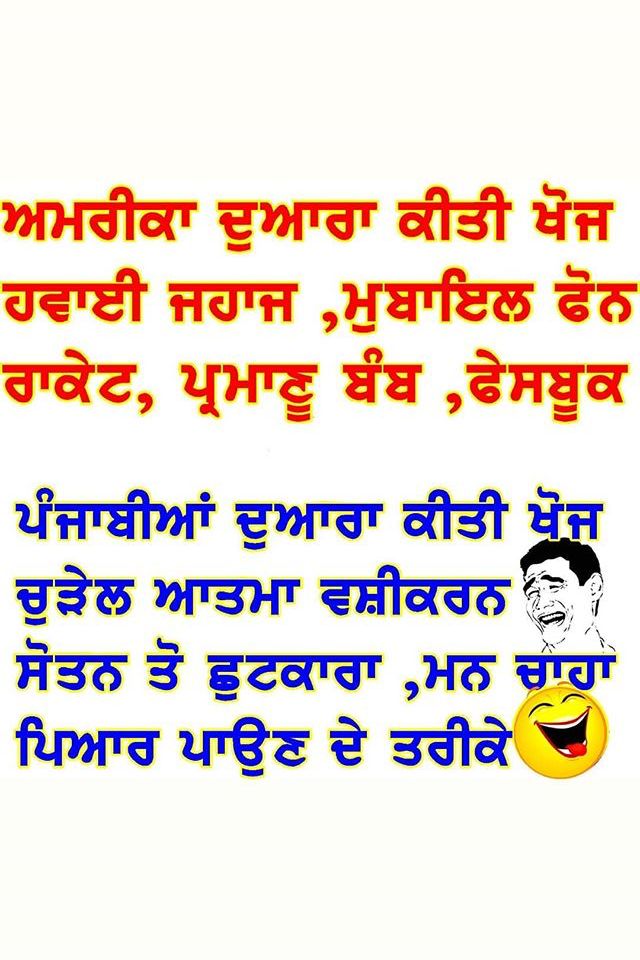 ਅਮਰੀਕਾ ਦੁਆਰਾ ਕੀਤੀ ਖੋਜ
ਹਵਾਈ ਜਹਾਜ ,ਮੁਬਾਇਲ ਫੋਨ
ਰਾਕੇਟ, ਪ੍ਰਮਾਣੂ ਬੰਬ ,ਫੇਸਬੂਕ
ਪੰਜਾਬੀਆਂ ਦੁਆਰਾ ਕੀਤੀ ਖੋਜ
ਚੁੜੇਲ ਆਤਮਾ ਵਸ਼ੀਕਰਨ
ਸੋਤਨ ਤੋ ਛੁਟਕਾਰਾ ,ਮਨ ਚਾਹਾ
ਪਿਆਰ ਪਾਉਣ ਦੇ ਤਰੀਕੇ